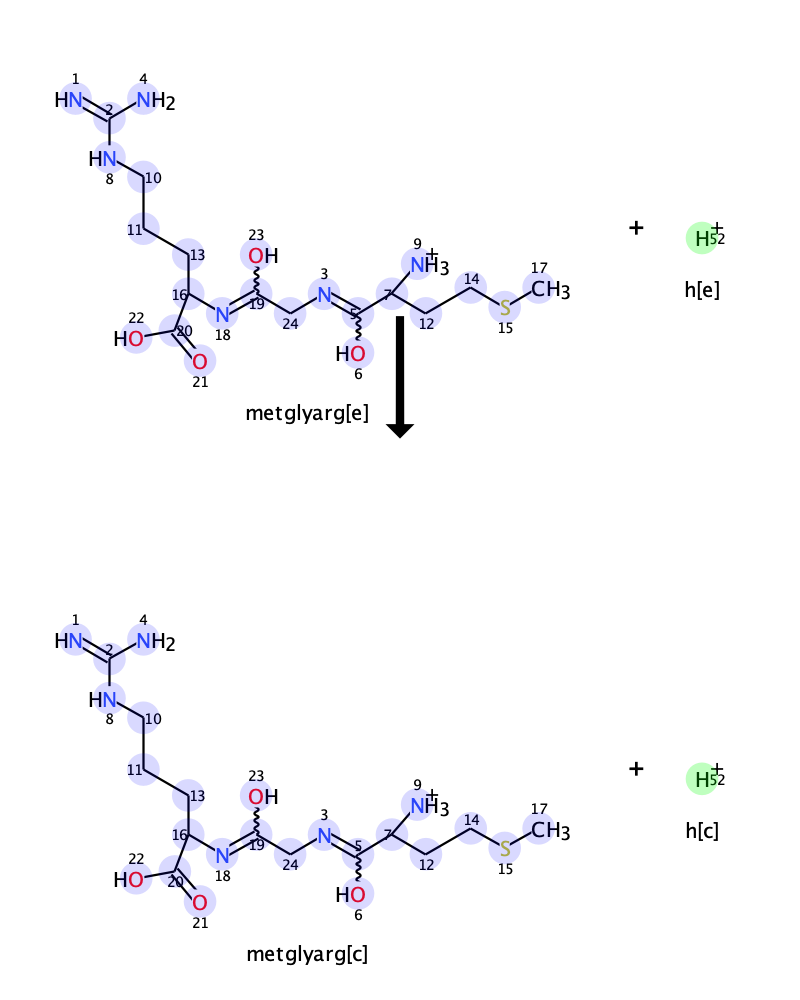 1 4
HN 2 NH2
HN
8 10
11
23 9
13 OH + NH3 + H52 +
3 14 17
16 N 7 CH3 h[e]
22 N 19 24 5 12 S
HO 20 18 HO 15
O 6
21
metglyarg[e]
1 4
HN 2 NH2
HN
8 10
11
23 9
13 OH + NH3 + H52 +
3 14 17
16 N 7 CH3 h[c]
22 N 19 24 5 12 S
HO 20 18 HO 15
O 6
21
metglyarg[c]